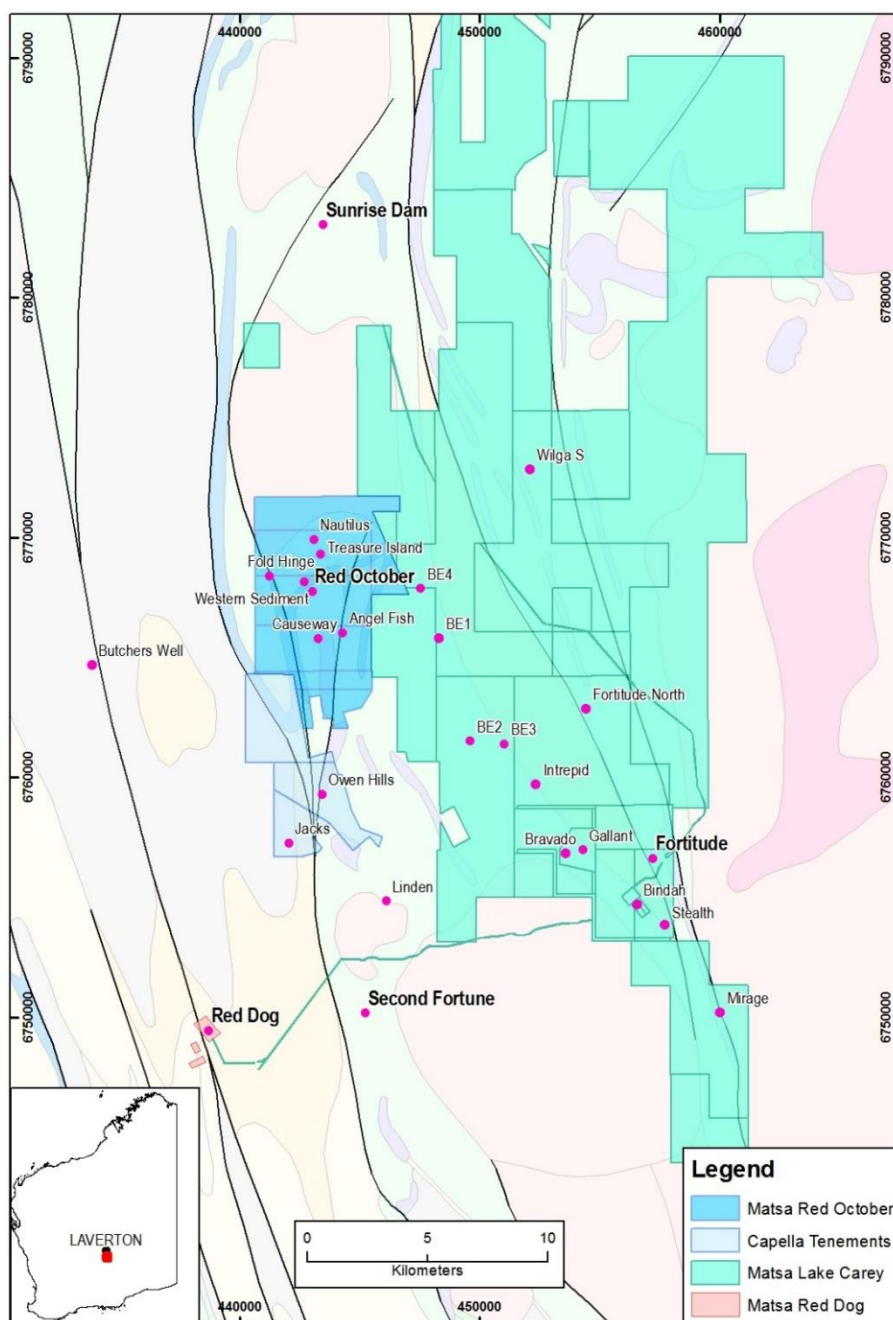 440000
450000
460000
6790000
6790000
Sunrise Dam
6780000
6780000
Wilga S
6770000
6770000
Nautilus
Treasure Island
Fold Hinge
Red October
BE4
Western Sediment
Angel Fish
Causeway
BE1
Butchers Well
Fortitude North
BE2
BE3
6760000
6760000
Intrepid
Owen Hills
Jacks
Bravado
Gallant
Fortitude
Linden
Bindah
Stealth
Second Fortune
Mirage
Red Dog
6750000
6750000
LAVERTON
0
5
10
Kilometers
Legend
Matsa Red October
Capella Tenements
Matsa Lake Carey
Matsa Red Dog
440000
450000